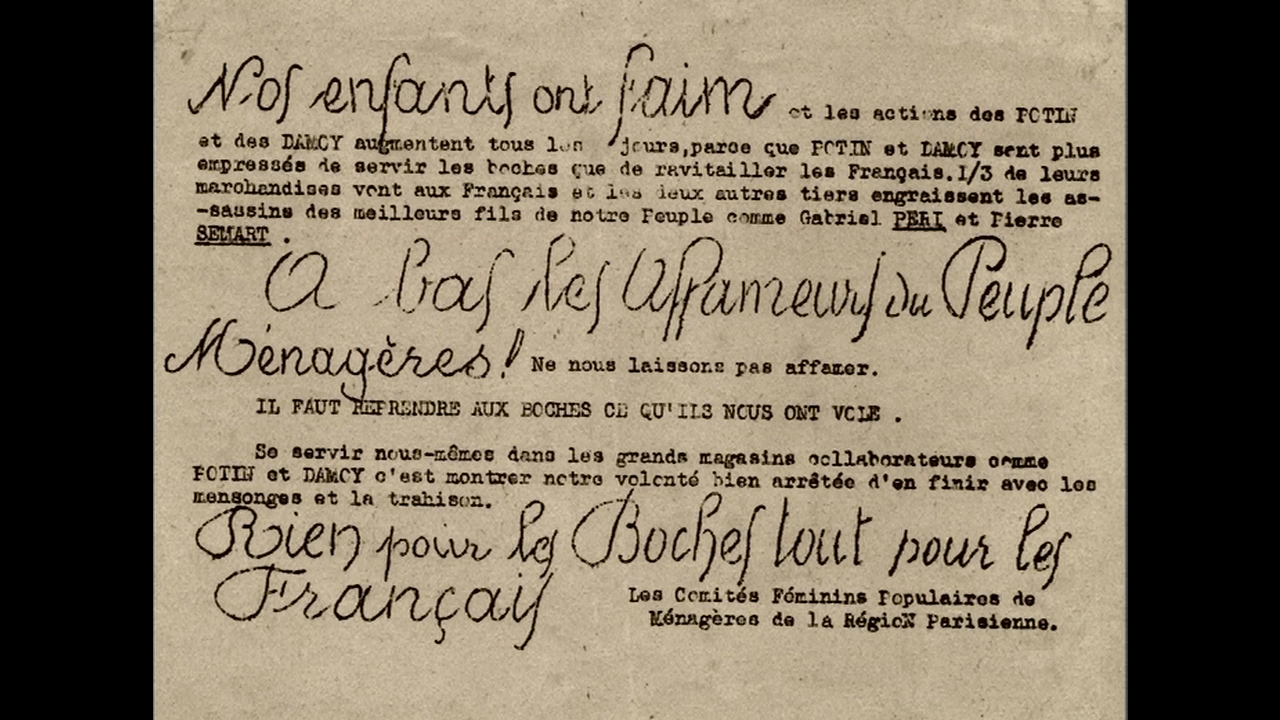 Nos enfants ont faim et les actions des POTIN
et des DAMOY augmentent tous les jours,parce que POTIN et DAMOY sont plus
empressés de servir les boches que de ravitailler les Français.I/3 de leurs
marchandises vont aux Français et les deux autres tiers engraissent les as-
-sassins des meilleurs fils de notre Peuple comme Gabriel PERI et Pierre
SEMART .
A bas les Affameurs du Peuple
Ménagères! Ne nous laissons pas affamer.
IL FAUT REPRENDRE AUX BOCHES CE QU'ILS NOUS ONT VOLE .
Se servir nous-mêmes dans les grands magasins collaborateurs comme
POTIN et DAMOY c'est montrer notre volonté bien arrêtée d'en finir avec les
mensonges et la trahison.
Rien pour les Boches tout pour les
Français
Les Comités Féminins Populaires de
Ménagères de la RégioN Parisienne.